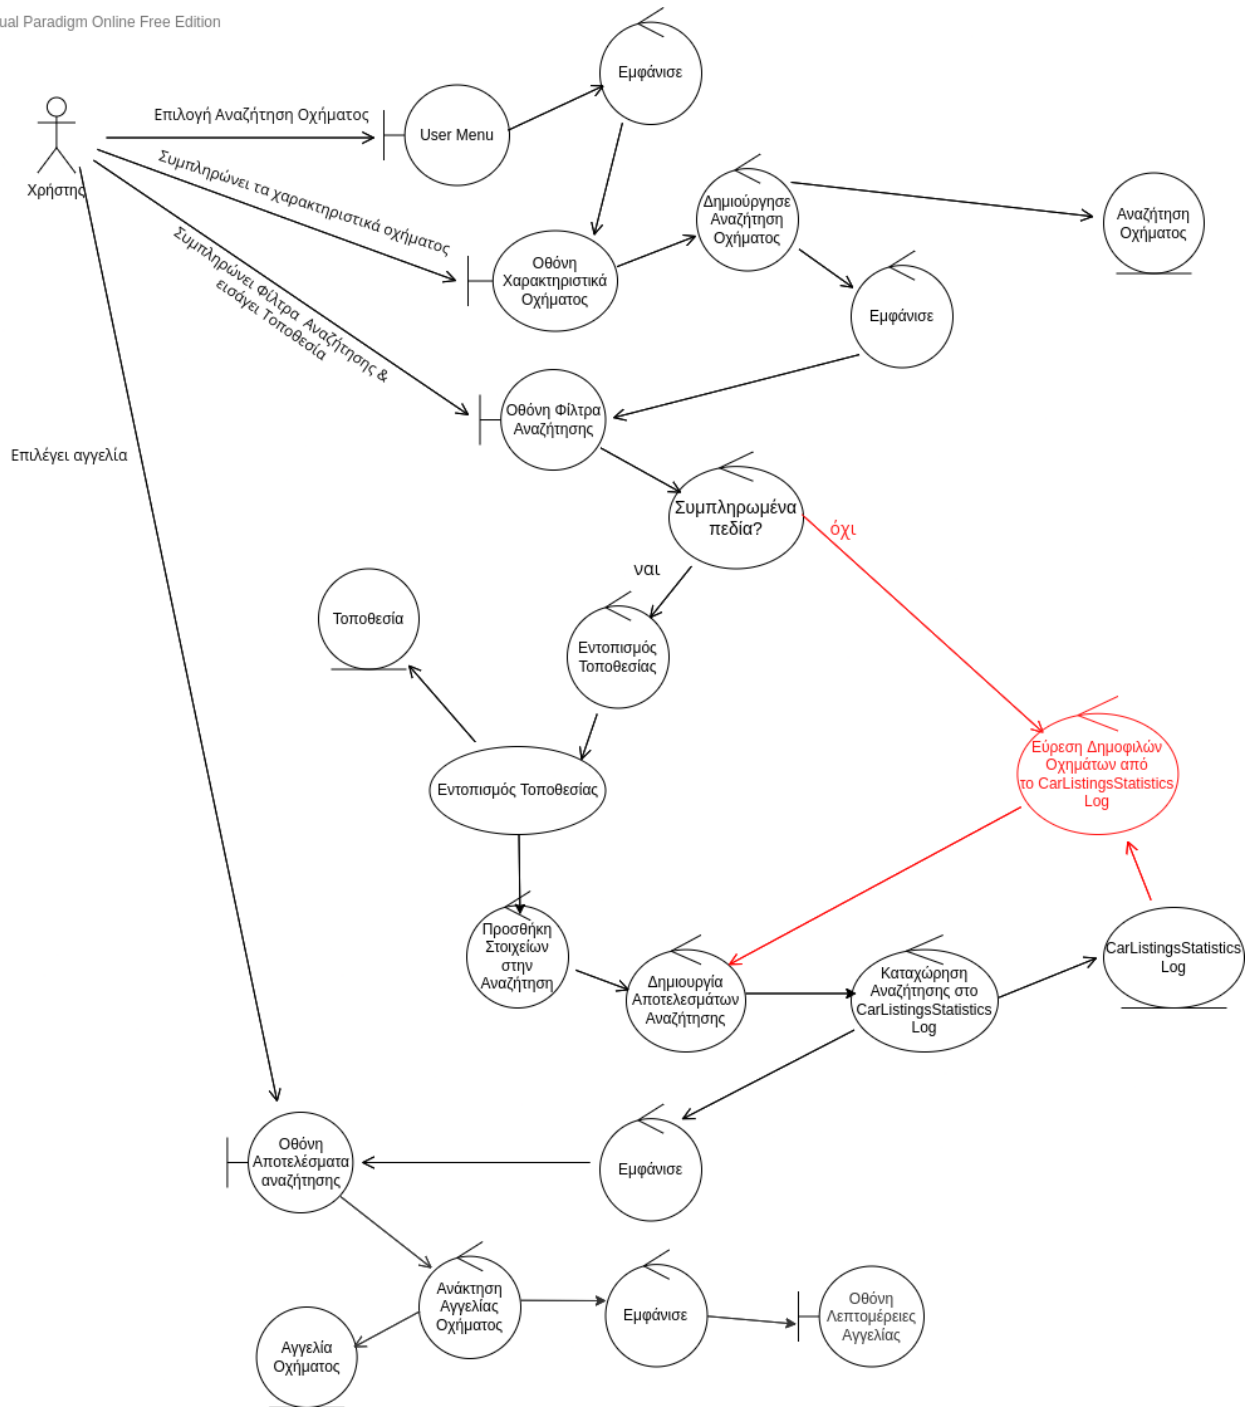 ual Paradigm Online Free Edition
Εμφάνισε
Επιλογή Αναζήτηση Οχήματος
User Menu
Χρήστης
Συμπληρώνει τα χαρακτηριστικά οχήματος
Δημιούργησε
Αναζήτηση
Οχήματος
Αναζήτηση
Οχήματος
Συμπληρώνει Φίλτρα Αναζήτησης &
εισάγει Τοποθεσία
Οθόνη
Χαρακτηριστικά
Οχήματος
Εμφάνισε
Οθόνη Φίλτρα
Αναζήτησης
Επιλέγει αγγελία
Συμπληρωμένα
πεδία?
όχι
ναι
Τοποθεσία
Εντοπισμός
Τοποθεσίας
Εύρεση Δημοφιλών
Οχημάτων από
το CarListingsStatistics
Log
Εντοπισμός Τοποθεσίας
Προσθήκη
Στοιχείων
στην
Αναζήτηση
Δημιουργία
Αποτελεσμάτων
Αναζήτησης
Καταχώρηση
Αναζήτησης στο
CarListingsStatistics
Log
CarListingsStatistics
Log
Οθόνη
Αποτελέσματα
αναζήτησης
Εμφάνισε
Ανάκτηση
Αγγελίας
Οχήματος
Εμφάνισε
Οθόνη
Λεπτομέρειες
Αγγελίας
Αγγελία
Οχήματος